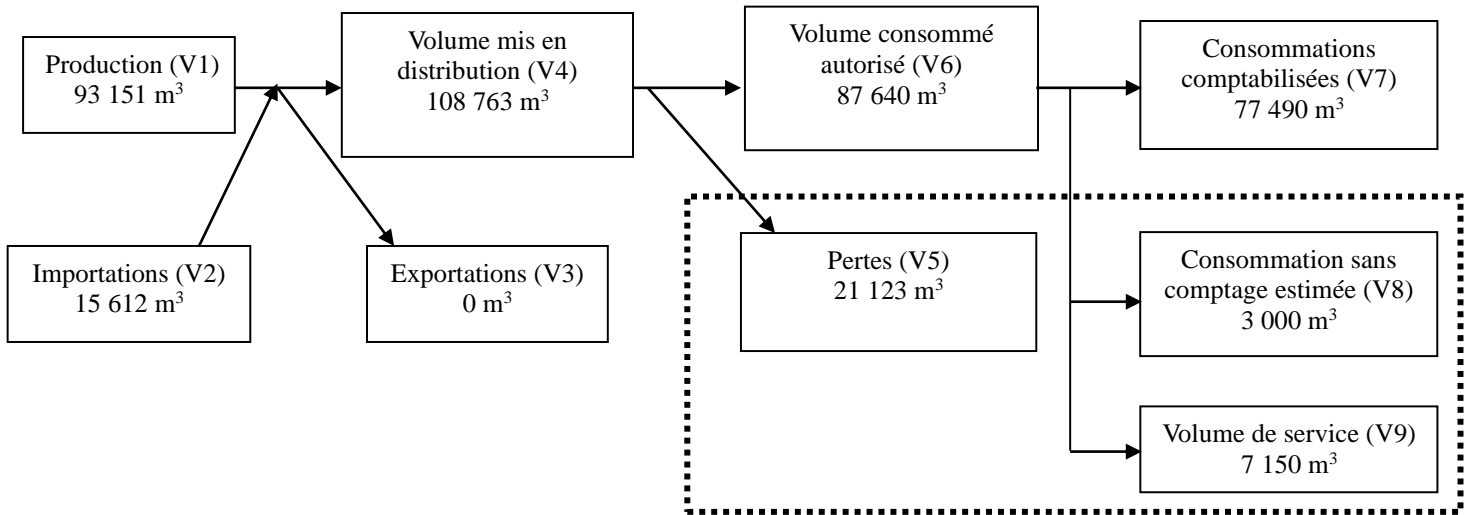 Production (V1)
93 151 m³
Volume mis en
distribution (V4)
108 763 m³
Volume consommé
autorisé (V6)
87 640 m³
Consommations
comptabilisées (V7)
77 490 m³
Importations (V2)
15 612 m³
Exportations (V3)
0 m³
Pertes (V5)
21 123 m³
Consommation sans
comptage estimée (V8)
3 000 m³
Volume de service (V9)
7 150 m³